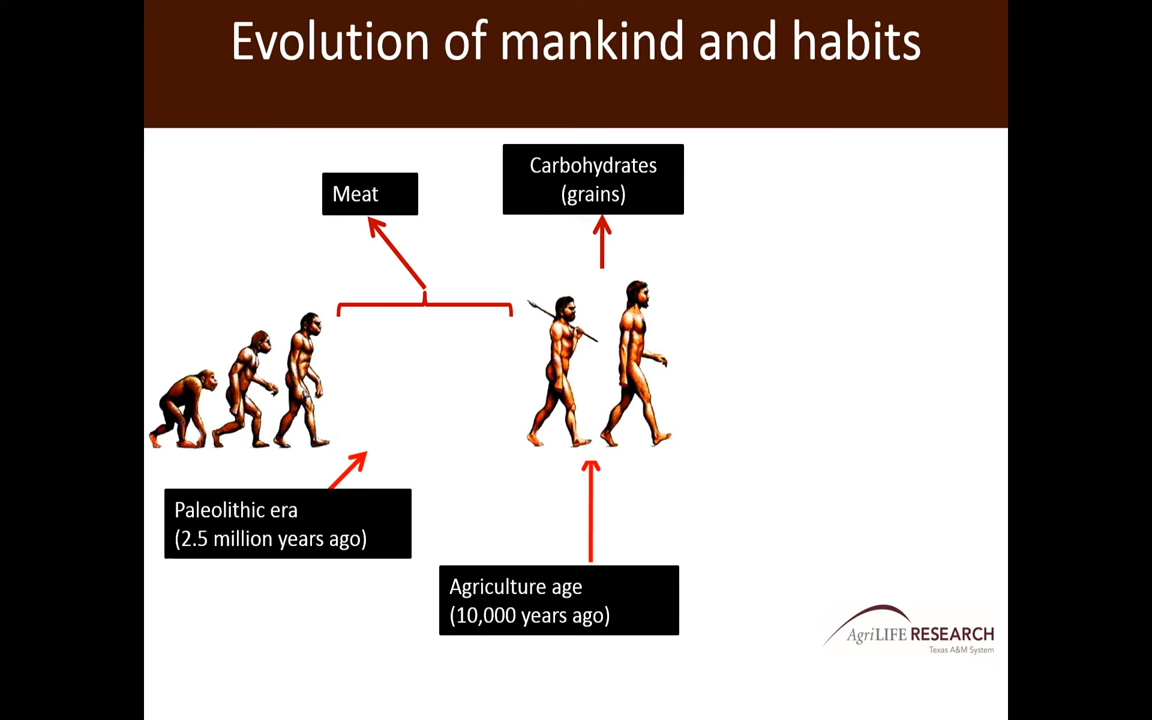 Evolution of mankind and habits
Meat
Carbohydrates
(grains)
Paleolithic era
(2.5 million years ago)
Agriculture age
(10,000 years ago)
AgriLIFE RESEARCH
Texas A&M System